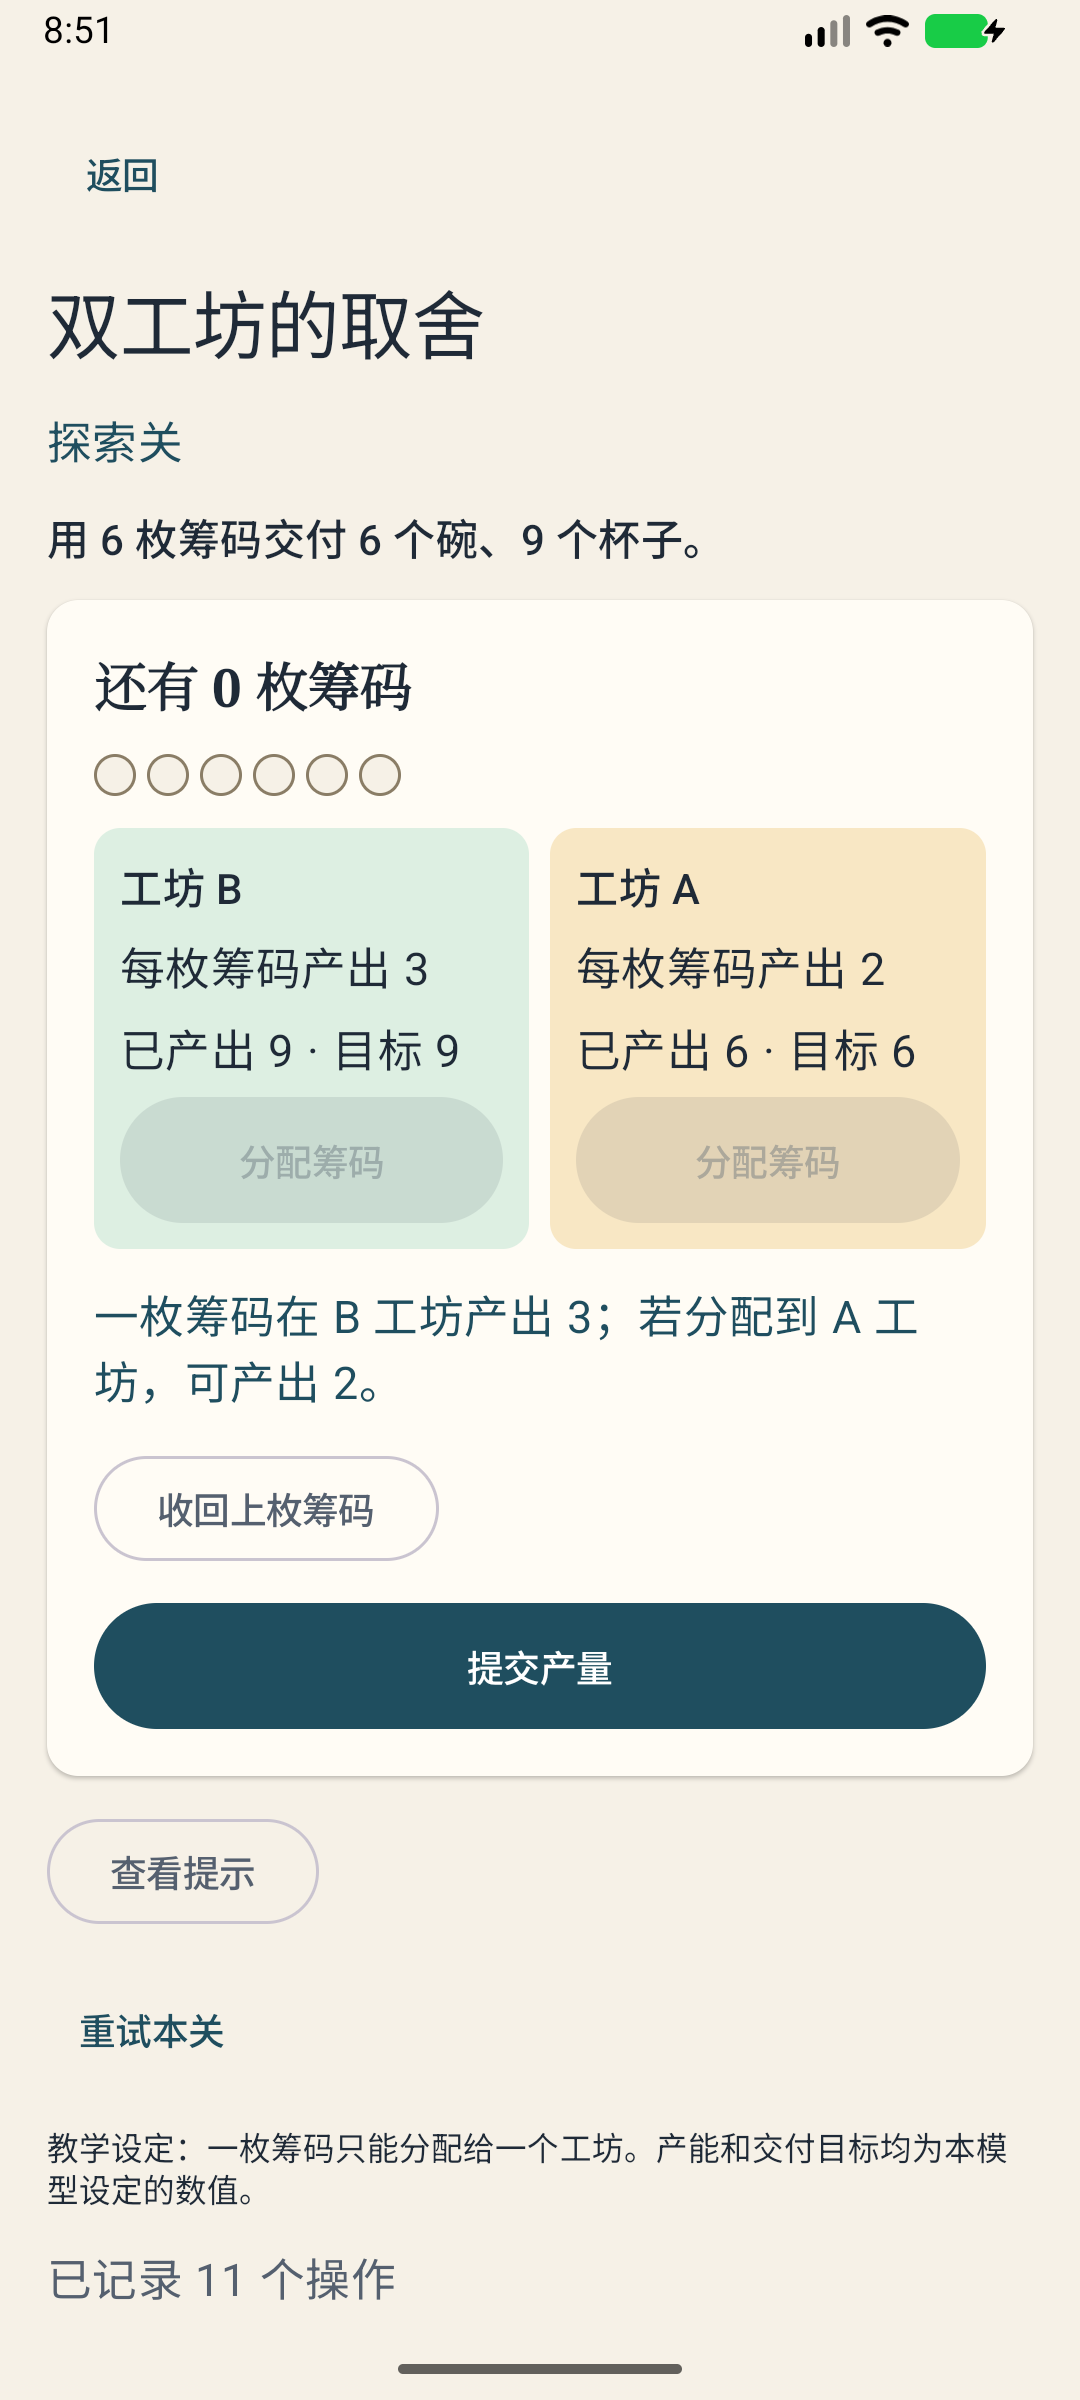 8:51
返回
双工坊的取舍
探索关
用 6 枚筹码交付 6 个碗、9 个杯子。
还有 0 枚筹码
工坊 B
每枚筹码产出 3
已产出 9 · 目标 9
分配筹码
工坊 A
每枚筹码产出 2
已产出 6 · 目标 6
分配筹码
一枚筹码在 B 工坊产出 3；若分配到 A 工
坊，可产出 2。
收回上枚筹码
提交产量
查看提示
重试本关
教学设定：一枚筹码只能分配给一个工坊。产能和交付目标均为本模
型设定的数值。
已记录 11 个操作